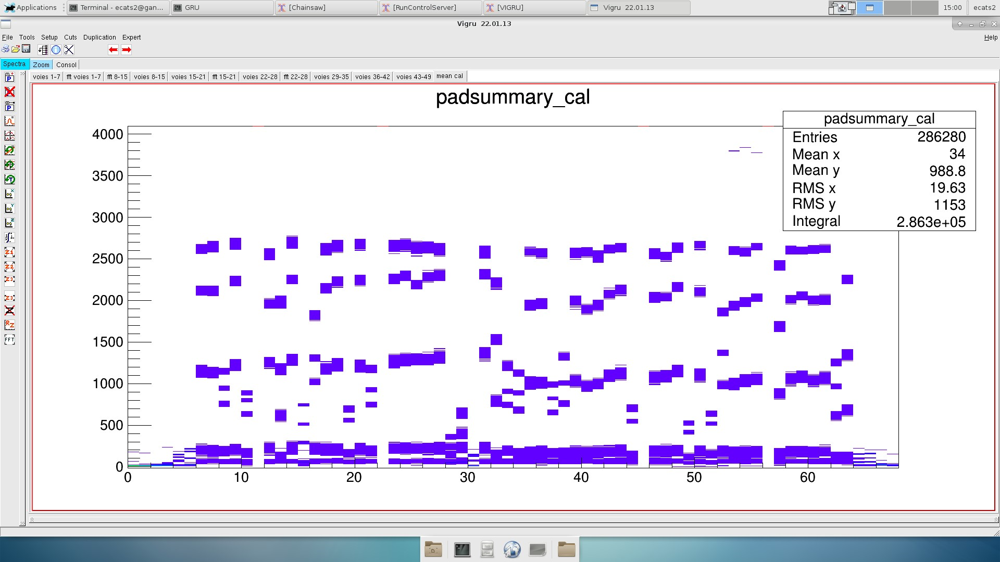 Applications Terminal - ecats2@gan... GRU [Chainsaw] [RunControlServer] [VIGRU] Vigru 22.01.13 15:00 ecats2
Vigru 22.01.13
File Tools Setup Cuts Duplication Expert Help
Spectra Zoom Consol
voies 1-7 fft voies 1-7 fft 8-15 voies 8-15 voies 15-21 fft 15-21 voies 22-28 fft 22-28 voies 29-35 voies 36-42 voies 43-49 mean cal
padsummary_cal
padsummary_cal
Entries 286280
Mean x 34
Mean y 988.8
RMS x 19.63
RMS y 1153
Integral 2.863e+05
4000
3500
3000
2500
2000
1500
1000
500
0
0 10 20 30 40 50 60
Z1
Z2
Z3
Z3
RZ
FFT